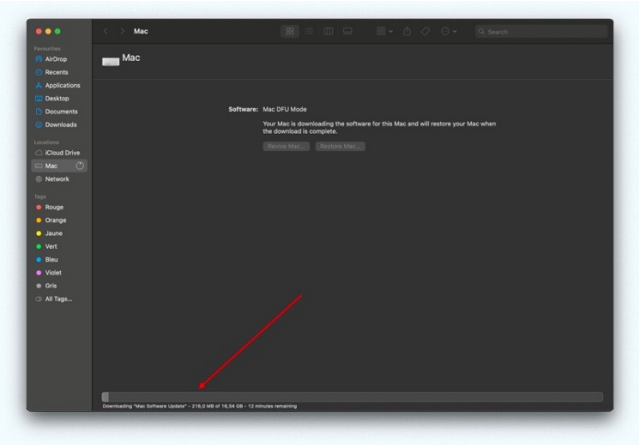 Mac
Search
Favourites
AirDrop
Recents
Applications
Desktop
Documents
Downloads
Locations
iCloud Drive
Mac
Network
Tags
Rouge
Orange
Jaune
Vert
Bleu
Violet
Gris
All Tags...
Mac
Software: Mac DFU Mode
Your Mac is downloading the software for this Mac and will restore your Mac when
the download is complete.
Revive Mac... Restore Mac...
Downloading "Mac Software Update" - 216,0 MB of 16,54 GB - 12 minutes remaining